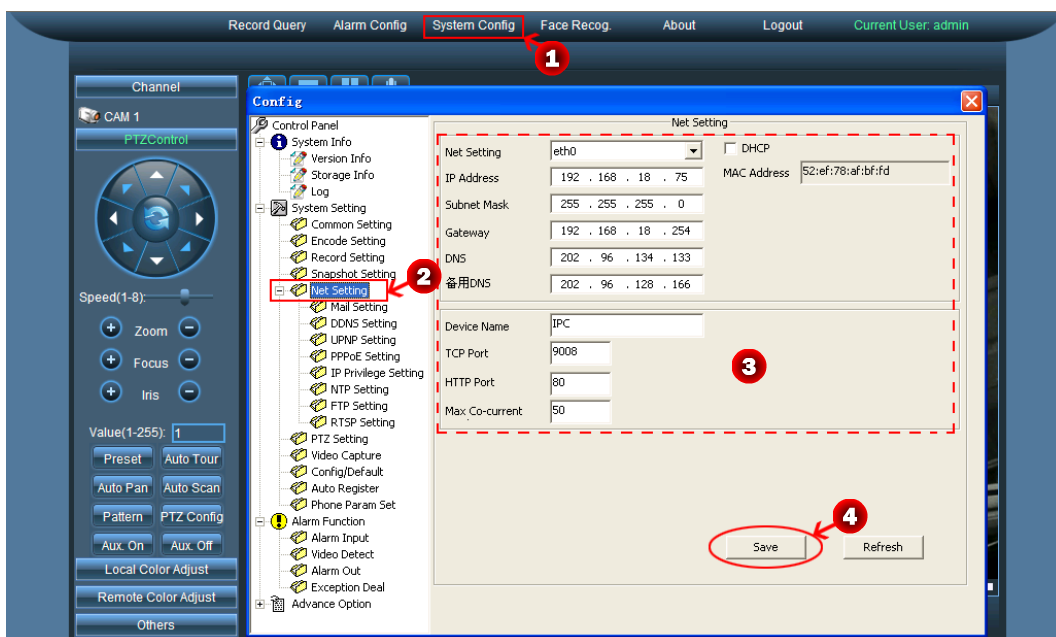 Record Query Alarm Config System Config Face Recog. About Logout Current User: admin
1
Channel
CAM 1
PTZControl
Speed(1-8):
Zoom
Focus
Iris
Value(1-255): 1
Preset Auto Tour
Auto Pan Auto Scan
Pattern PTZ Config
Aux. On Aux. Off
Local Color Adjust
Remote Color Adjust
Others
Config
Control Panel
System Info
Version Info
Storage Info
Log
System Setting
Common Setting
Encode Setting
Record Setting
Snapshot Setting
2
Net Setting
Mail Setting
DDNS Setting
UPNP Setting
PPPoE Setting
IP Privilege Setting
NTP Setting
FTP Setting
RTSP Setting
PTZ Setting
Video Capture
Config/Default
Auto Register
Phone Param Set
Alarm Function
Alarm Input
Video Detect
Alarm Out
Exception Deal
Advance Option
Net Setting
Net Setting eth0 DHCP
IP Address 192 . 168 . 18 . 75 MAC Address 52:ef:78:af:bf:fd
Subnet Mask 255 . 255 . 255 . 0
Gateway 192 . 168 . 18 . 254
DNS 202 . 96 . 134 . 133
备用DNS 202 . 96 . 128 . 166
Device Name IPC
TCP Port 9008
3
HTTP Port 80
Max Co-current 50
4
Save Refresh